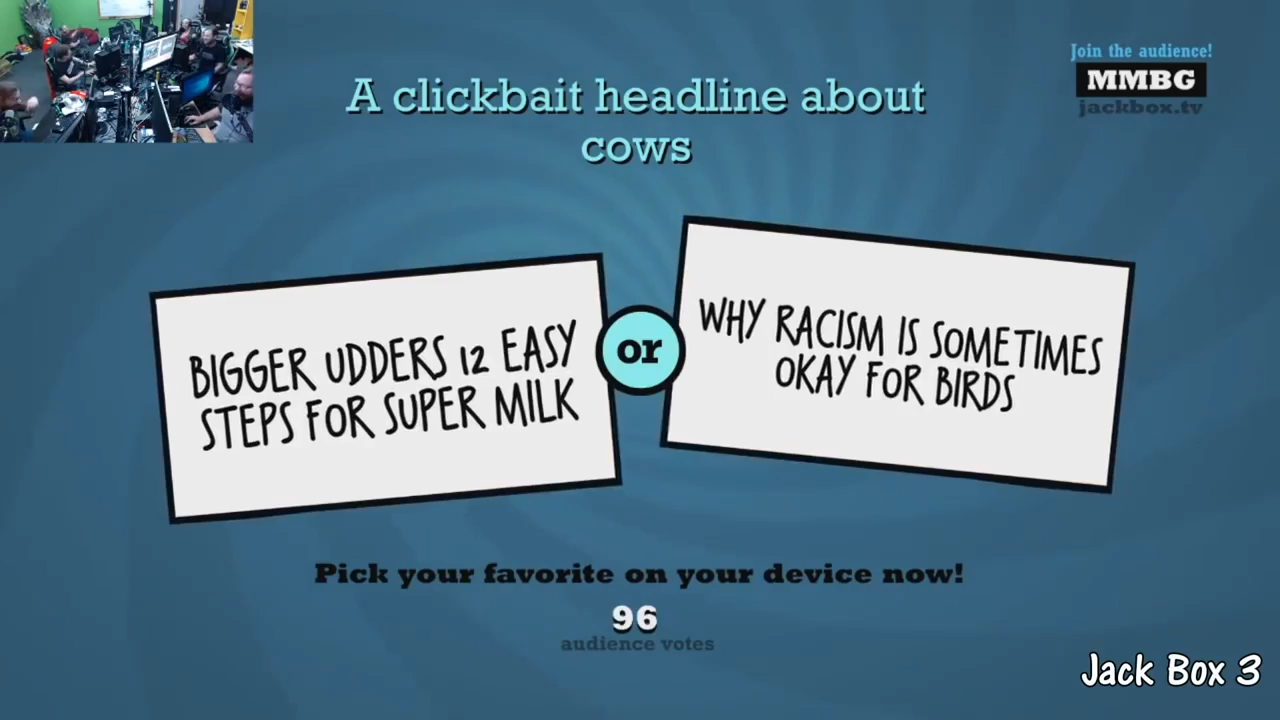 A clickbait headline about
cows
Join the audience!
MMBG
jackbox.tv
BIGGER UDDERS 12 EASY
STEPS FOR SUPER MILK
or
WHY RACISM IS SOMETIMES
OKAY FOR BIRDS
Pick your favorite on your device now!
96
audience votes
Jack Box 3